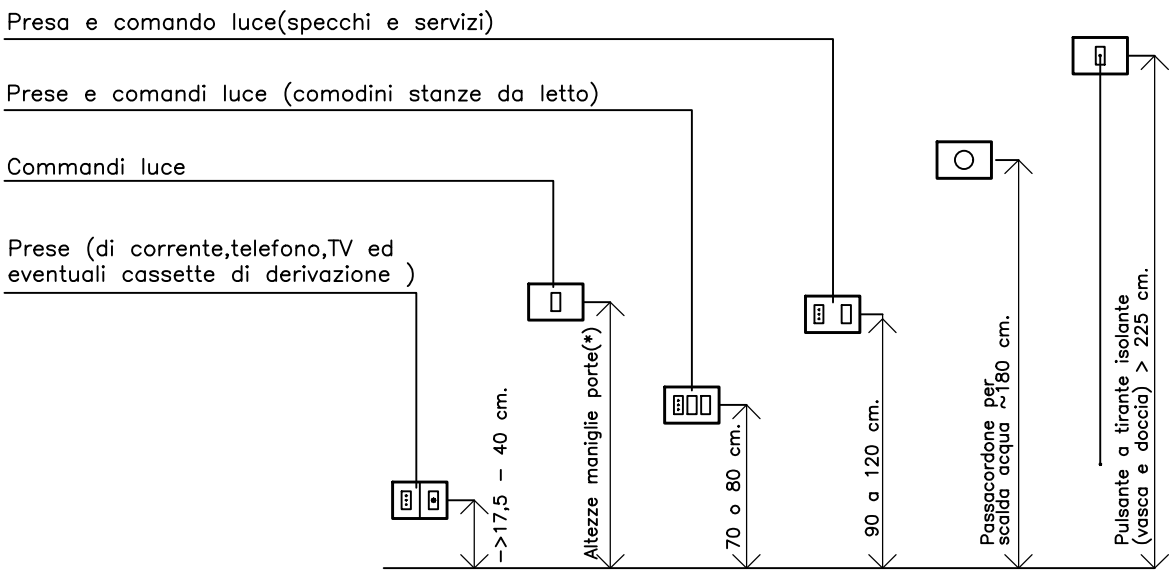 Presa e comando luce(specchi e servizi)
Prese e comandi luce (comodini stanze da letto)
Commandi luce
Prese (di corrente,telefono,TV ed
eventuali cassette di derivazione )
->17,5 - 40 cm.
Altezze maniglie porte(*)
70 o 80 cm.
90 a 120 cm.
Passacordone per
scalda acqua ~180 cm.
Pulsante a tirante isolante
(vasca e doccia) > 225 cm.